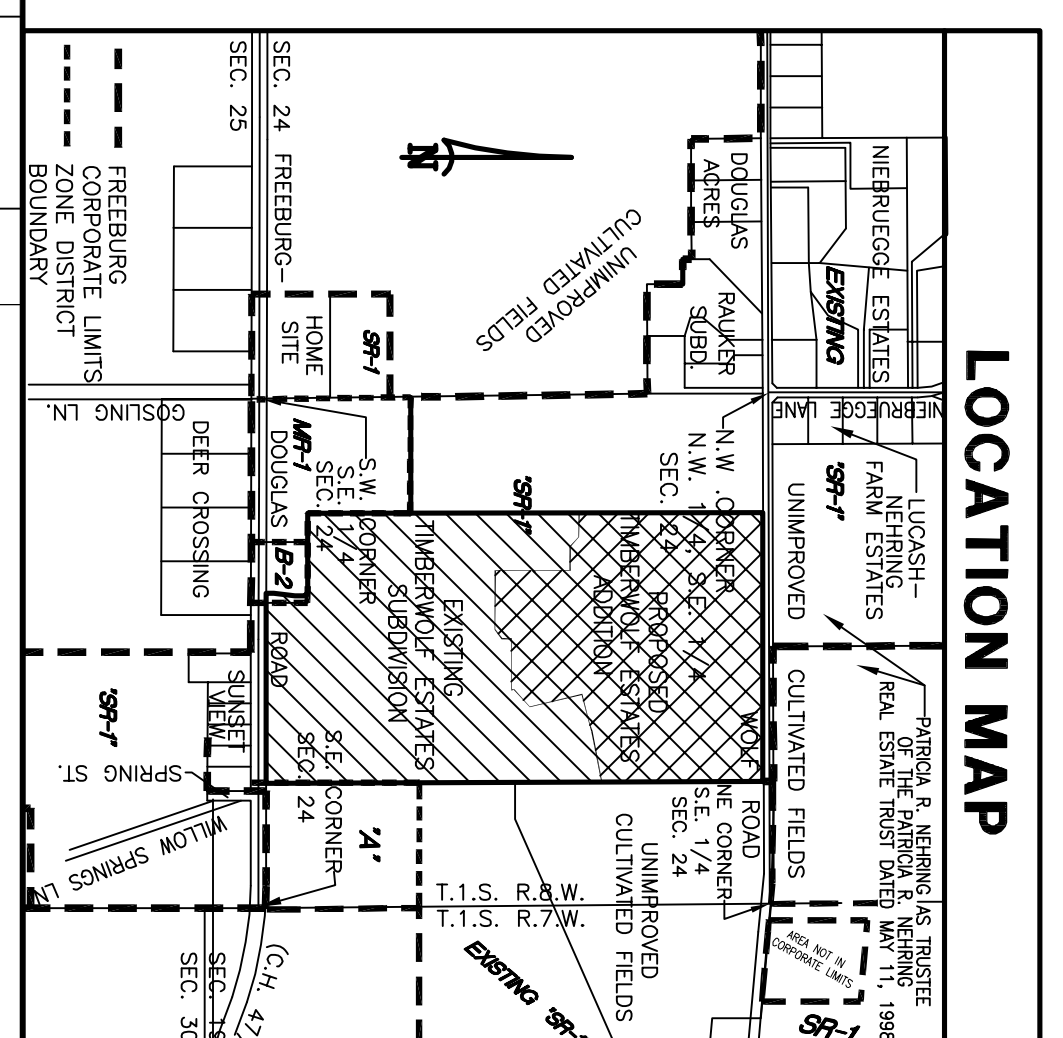 LOCATION MAP
NIEBRUEGGE ESTATES
EXISTING
NIEBRUEGGE LANE
LUCASH-
NEHRING
FARM ESTATES
"SR-1"
UNIMPROVED
PATRICIA R. NEHRING AS TRUSTEE
OF THE PATRICIA R. NEHRING
REAL ESTATE TRUST DATED MAY 11, 1998
CULTIVATED FIELDS
AREA NOT IN
CORPORATE LIMITS
SR-1
DOUGLAS
ACRES
RAUKER
SUBD.
N.W. CORNER
N.W. 1/4, S.E. 1/4
SEC. 24
WOLF
ROAD
NE CORNER
S.E. 1/4
SEC. 24
UNIMPROVED
CULTIVATED FIELDS
"SR-1"
PROPOSED
TIMBERWOLF ESTATES
ADDITION
UNIMPROVED
CULTIVATED FIELDS
EXISTING
TIMBERWOLF ESTATES
SUBDIVISION
T.1.S. R.8.W.
T.1.S. R.7.W.
EXISTING "SR-1"
N
SR-1
HOME
SITE
S.W. CORNER
S.E. 1/4
SEC. 24
MR-1
B-2
"A"
S.E. CORNER
SEC. 24
SEC. 24
FREEBURG-
DOUGLAS
ROAD
(C.H. 47
SEC. 25
GOSLING LN.
DEER CROSSING
SUNSET
VIEW
SPRING ST.
"SR-1"
WILLOW SPRINGS LN
SEC. 19
SEC. 30
FREEBURG
CORPORATE LIMITS
ZONE DISTRICT
BOUNDARY